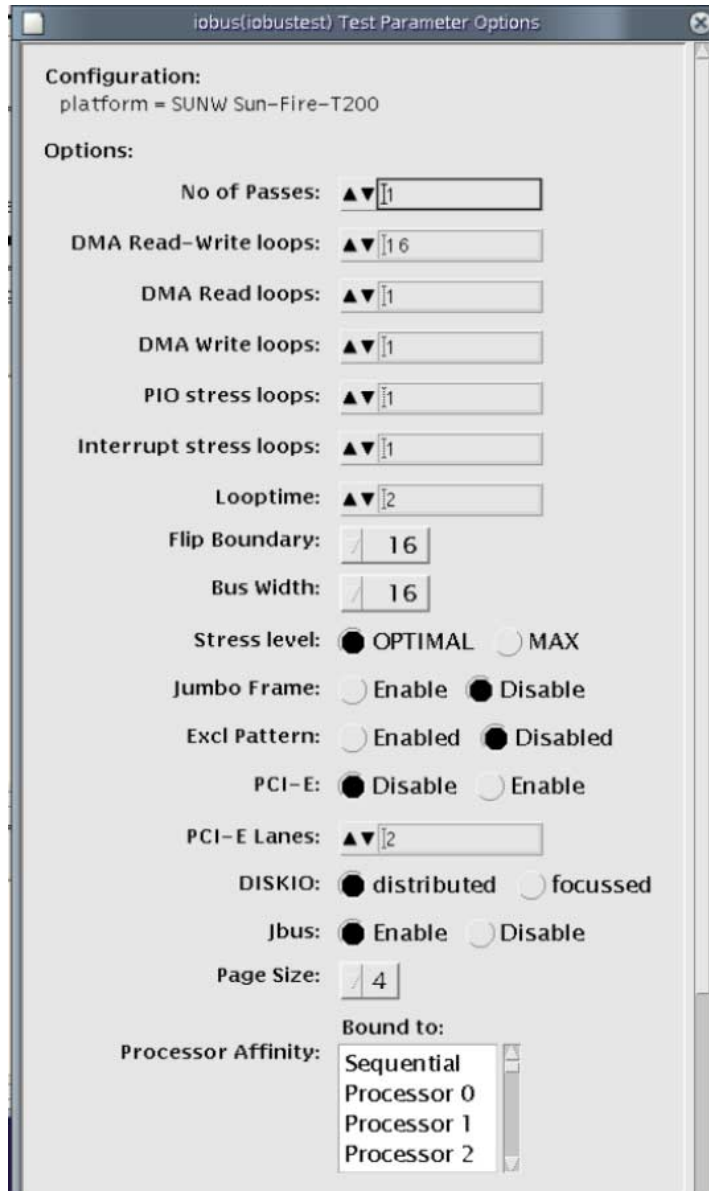 iobus(iobustest) Test Parameter Options
Configuration:
platform = SUNW Sun-Fire-T200
Options:
No of Passes: 1
DMA Read-Write loops: 16
DMA Read loops: 1
DMA Write loops: 1
PIO stress loops: 1
Interrupt stress loops: 1
Looptime: 2
Flip Boundary: 16
Bus Width: 16
Stress level: OPTIMAL MAX
Jumbo Frame: Enable Disable
Excl Pattern: Enabled Disabled
PCI-E: Disable Enable
PCI-E Lanes: 2
DISKIO: distributed focussed
Jbus: Enable Disable
Page Size: 4
Bound to:
Processor Affinity: Sequential
Processor 0
Processor 1
Processor 2